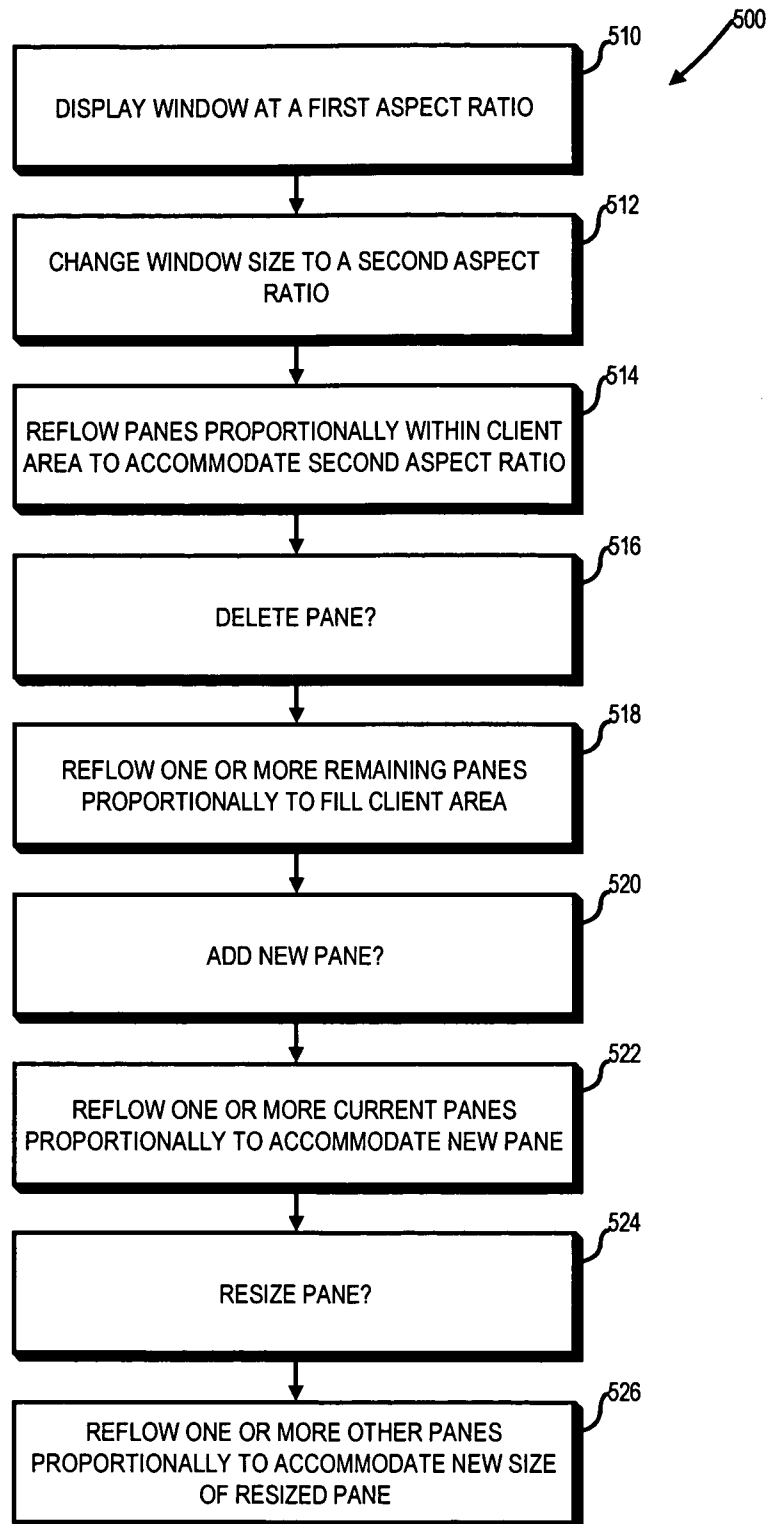 500
510
DISPLAY WINDOW AT A FIRST ASPECT RATIO
512
CHANGE WINDOW SIZE TO A SECOND ASPECT
RATIO
514
REFLOW PANES PROPORTIONALLY WITHIN CLIENT
AREA TO ACCOMMODATE SECOND ASPECT RATIO
516
DELETE PANE?
518
REFLOW ONE OR MORE REMAINING PANES
PROPORTIONALLY TO FILL CLIENT AREA
520
ADD NEW PANE?
522
REFLOW ONE OR MORE CURRENT PANES
PROPORTIONALLY TO ACCOMMODATE NEW PANE
524
RESIZE PANE?
526
REFLOW ONE OR MORE OTHER PANES
PROPORTIONALLY TO ACCOMMODATE NEW SIZE
OF RESIZED PANE